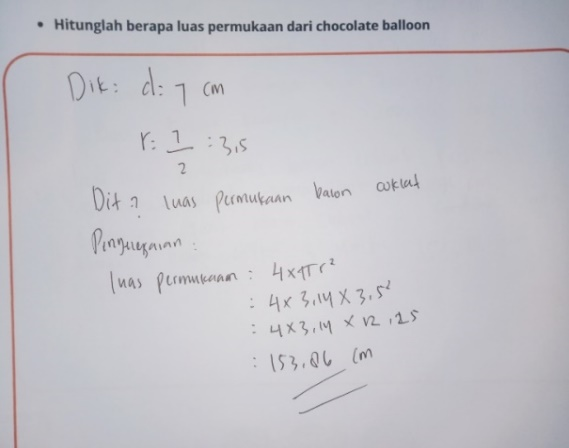 • Hitunglah berapa luas permukaan dari chocolate balloon
Dik: d: 7 cm
r: 7/2 : 3,5
Dit ? luas permukaan balon coklat
Penyelesaian :
luas permukaan : 4 x π r²
: 4 x 3,14 x 3,5²
: 4 x 3,14 x 12,25
: 153,86 cm